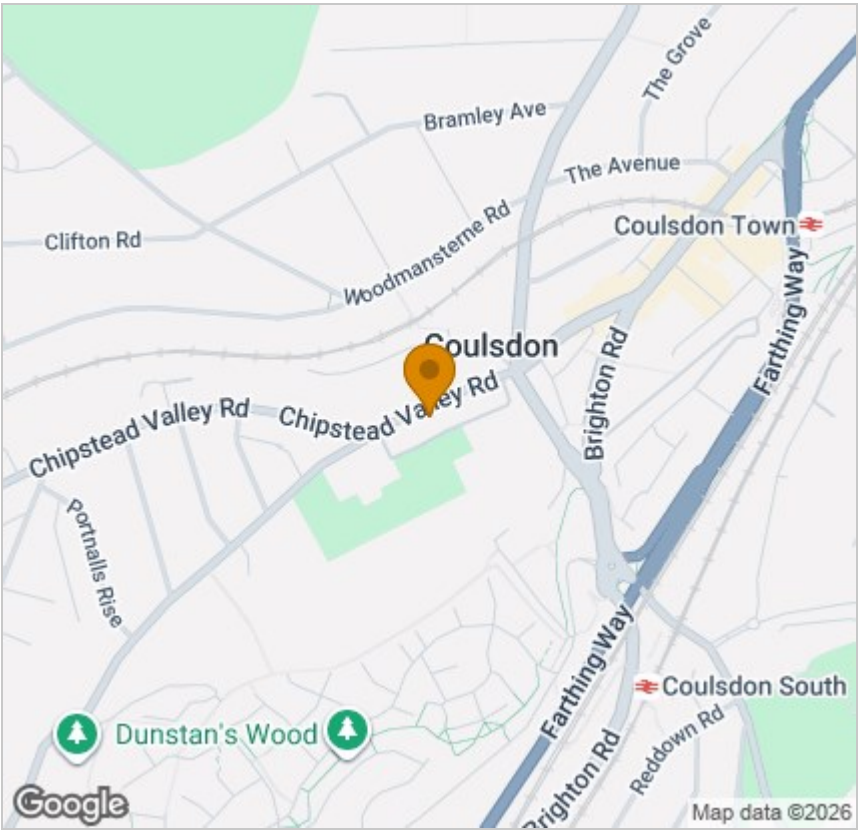 The Grove
Bramley Ave
The Avenue
Coulsdon Town
Clifton Rd
Woodmansterne Rd
Farthing Way
Coulsdon
Brighton Rd
Chipstead Valley Rd
Chipstead Valley Rd
Portnalls Rise
Farthing Way
Coulsdon South
Reddown Rd
Dunstan's Wood
Brighton Rd
Google
Map data ©2026